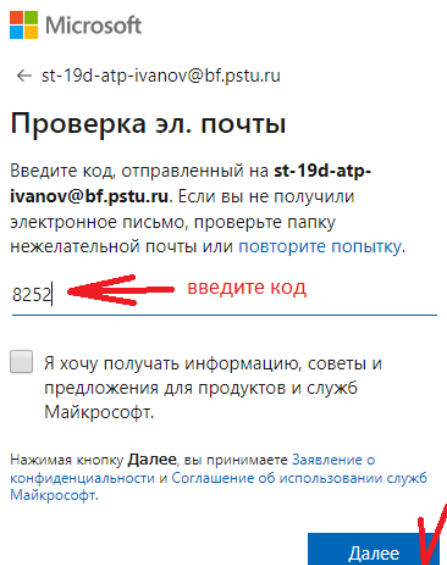 Microsoft
← st-19d-atp-ivanov@bf.pstu.ru
Проверка эл. почты
Введите код, отправленный на st-19d-atp-
ivanov@bf.pstu.ru. Если вы не получили
электронное письмо, проверьте папку
нежелательной почты или повторите попытку.
8252 введите код
Я хочу получать информацию, советы и
предложения для продуктов и служб
Майкрософт.
Нажимая кнопку Далее, вы принимаете Заявление о
конфиденциальности и Соглашение об использовании служб
Майкрософт.
Далее